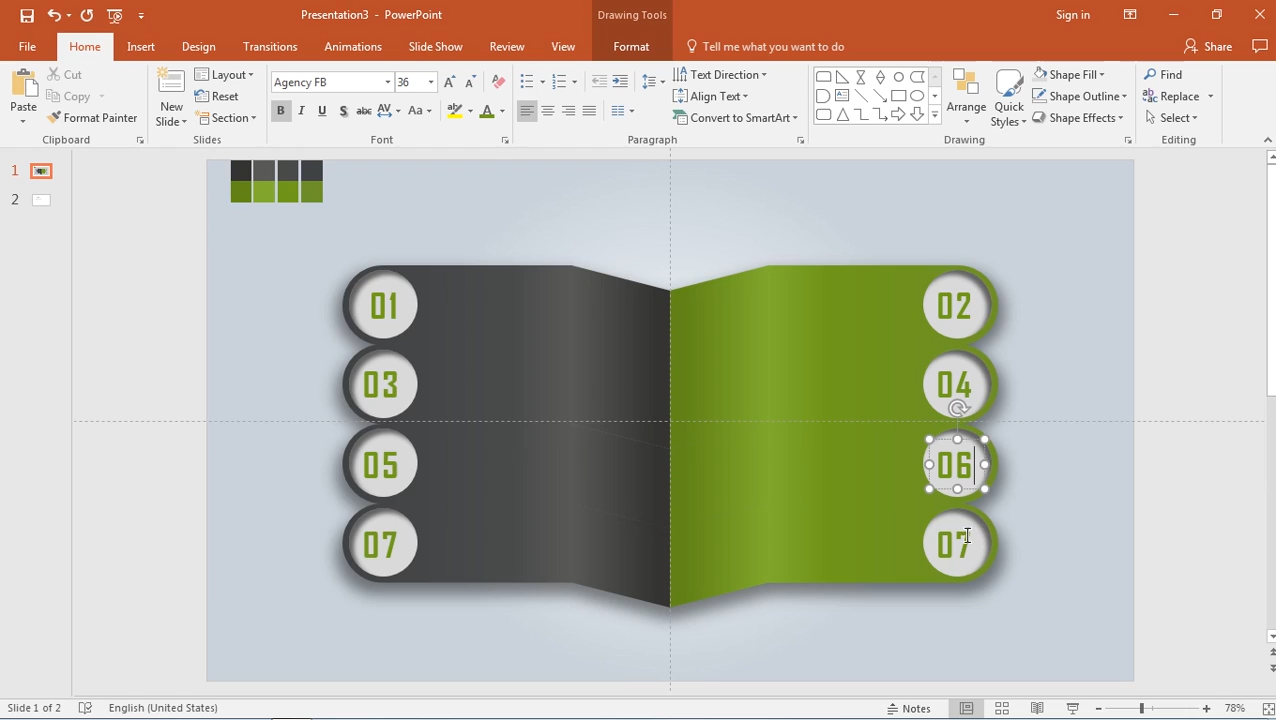 Presentation3 - PowerPoint
Drawing Tools
Sign in
File Home Insert Design Transitions Animations Slide Show Review View Format Tell me what you want to do Share
Paste
Cut
Copy
Format Painter
Clipboard
New Slide
Layout
Reset
Section
Slides
Agency FB 36
B I U S abc AV Aa A
Font
Text Direction
Align Text
Convert to SmartArt
Paragraph
Arrange
Quick Styles
Shape Fill
Shape Outline
Shape Effects
Drawing
Find
Replace
Select
Editing
1
2
01 02
03 04
05 06
07 07
Slide 1 of 2 English (United States) Notes 78%